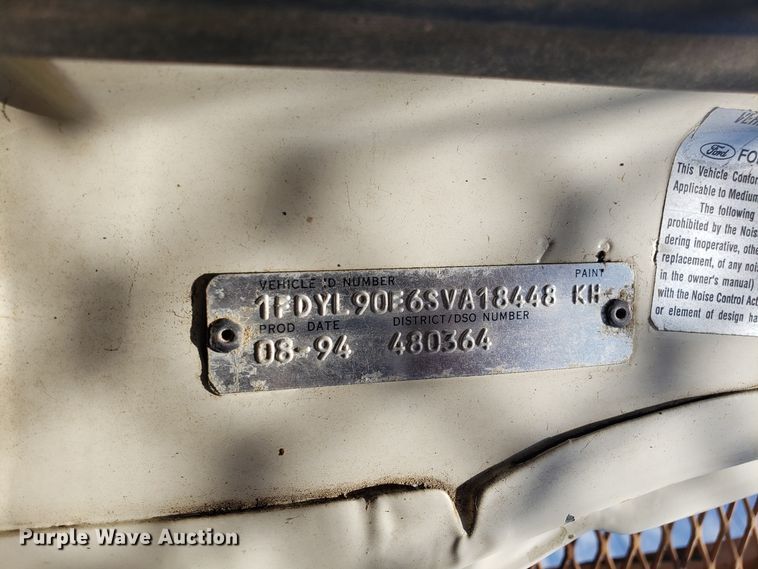 VEHICLE ID NUMBER PAINT
1FDYL90E6SVA18448 KH
PROD. DATE DISTRICT/DSO NUMBER
08-94 480364
Ford
This Vehicle Confor
Applicable to Medium
The following
prohibited by the Nois
dering inoperative, othe
replacement, of any nois
in the owner's manual)
with the Noise Control Act
or element of design ha
Purple Wave Auction